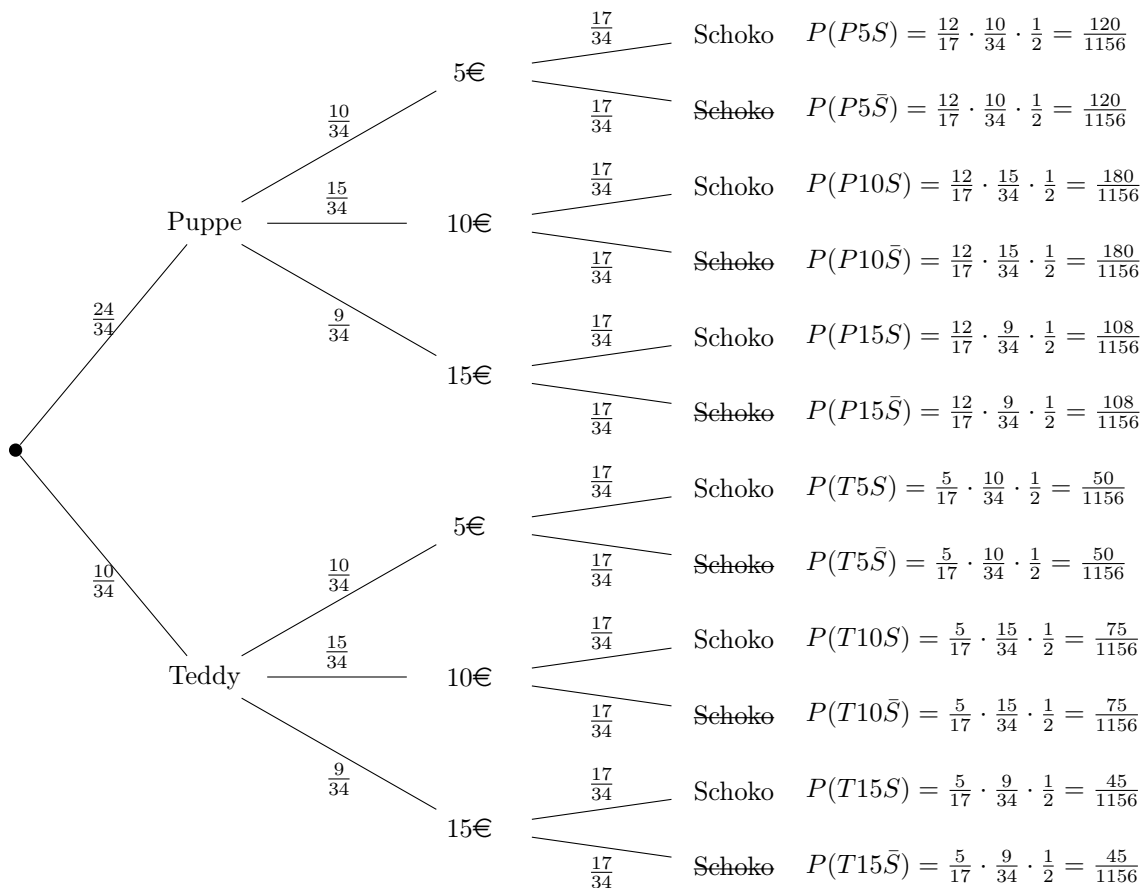 17/34 Schoko P(P5S) = 12/17 · 10/34 · 1/2 = 120/1156
5€
10/34
17/34 S̶c̶h̶o̶k̶o̶ P(P5S̄) = 12/17 · 10/34 · 1/2 = 120/1156
17/34 Schoko P(P10S) = 12/17 · 15/34 · 1/2 = 180/1156
Puppe 15/34 10€
17/34 S̶c̶h̶o̶k̶o̶ P(P10S̄) = 12/17 · 15/34 · 1/2 = 180/1156
24/34
9/34
17/34 Schoko P(P15S) = 12/17 · 9/34 · 1/2 = 108/1156
15€
17/34 S̶c̶h̶o̶k̶o̶ P(P15S̄) = 12/17 · 9/34 · 1/2 = 108/1156
17/34 Schoko P(T5S) = 5/17 · 10/34 · 1/2 = 50/1156
5€
10/34
10/34
17/34 S̶c̶h̶o̶k̶o̶ P(T5S̄) = 5/17 · 10/34 · 1/2 = 50/1156
17/34 Schoko P(T10S) = 5/17 · 15/34 · 1/2 = 75/1156
Teddy 15/34 10€
17/34 S̶c̶h̶o̶k̶o̶ P(T10S̄) = 5/17 · 15/34 · 1/2 = 75/1156
9/34
17/34 Schoko P(T15S) = 5/17 · 9/34 · 1/2 = 45/1156
15€
17/34 S̶c̶h̶o̶k̶o̶ P(T15S̄) = 5/17 · 9/34 · 1/2 = 45/1156